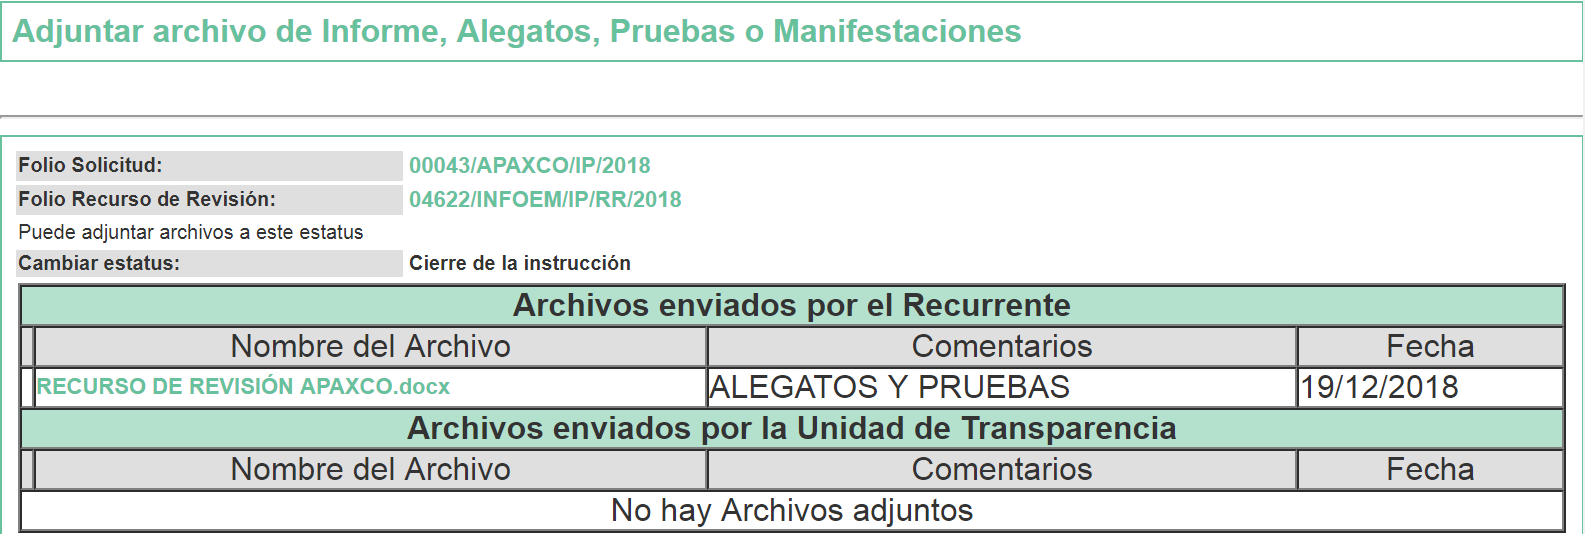 Adjuntar archivo de Informe, Alegatos, Pruebas o Manifestaciones
Folio Solicitud: 00043/APAXCO/IP/2018
Folio Recurso de Revisión: 04622/INFOEM/IP/RR/2018
Puede adjuntar archivos a este estatus
Cambiar estatus: Cierre de la instrucción
Archivos enviados por el Recurrente
Nombre del Archivo Comentarios Fecha
RECURSO DE REVISIÓN APAXCO.docx ALEGATOS Y PRUEBAS 19/12/2018
Archivos enviados por la Unidad de Transparencia
Nombre del Archivo Comentarios Fecha
No hay Archivos adjuntos